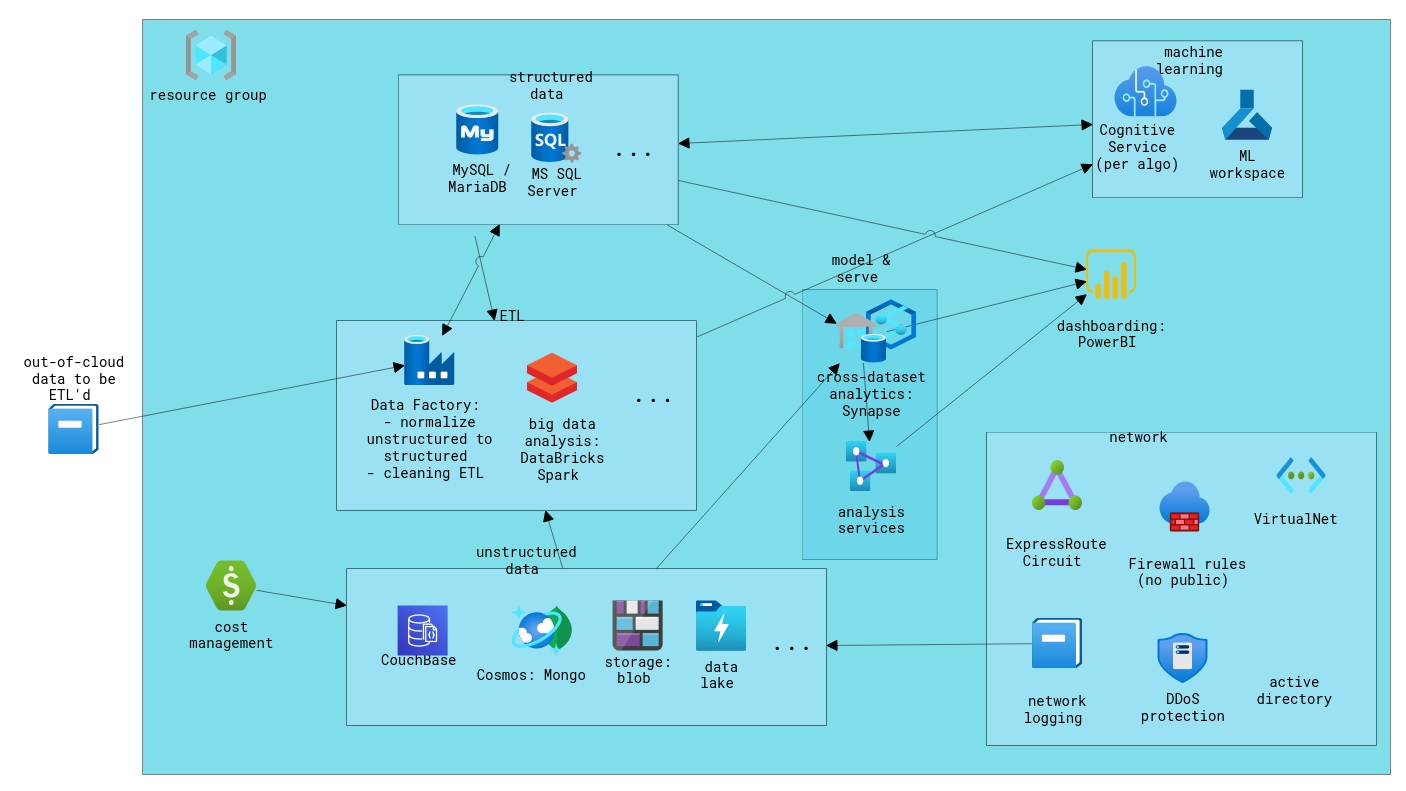 resource group
structured
data
My
SQL
MySQL /
MariaDB
MS SQL
Server
...
machine
learning
Cognitive
Service
(per algo)
ML
workspace
model &
serve
dashboarding:
PowerBI
ETL
out-of-cloud
data to be
ETL'd
Data Factory:
- normalize
unstructured to
structured
- cleaning ETL
big data
analysis:
DataBricks
Spark
...
cross-dataset
analytics:
Synapse
analysis
services
network
ExpressRoute
Circuit
Firewall rules
(no public)
VirtualNet
network
logging
DDoS
protection
active
directory
$
cost
management
unstructured
data
CouchBase
Cosmos: Mongo
storage:
blob
data
lake
...